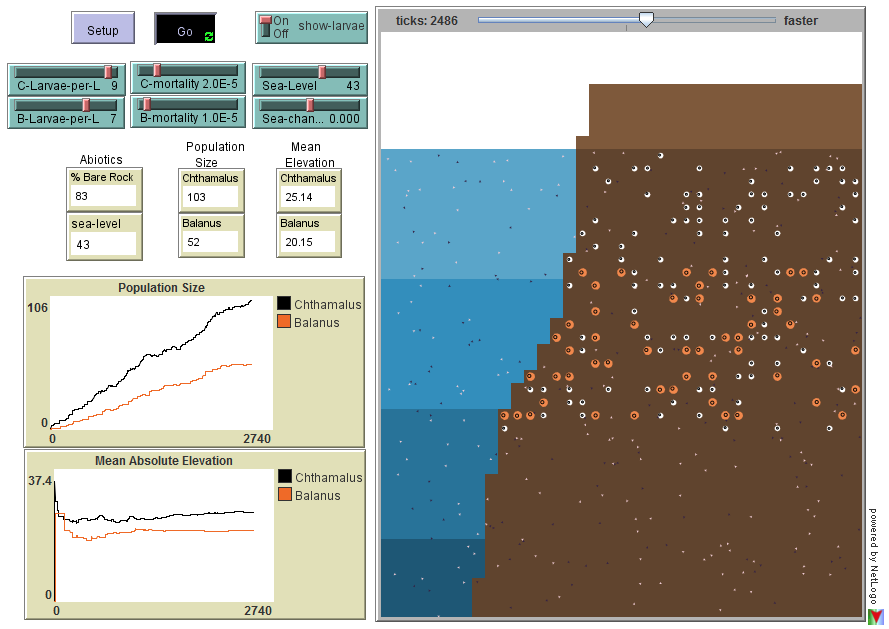 Setup
Go
On
Off
show-larvae
ticks: 2486
faster
C-Larvae-per-L 9
C-mortality 2.0E-5
Sea-Level 43
B-Larvae-per-L 7
B-mortality 1.0E-5
Sea-chan... 0.000
Abiotics
Population
Size
Mean
Elevation
% Bare Rock
83
Chthamalus
103
Chthamalus
25.14
sea-level
43
Balanus
52
Balanus
20.15
Population Size
106
0
0
2740
Chthamalus
Balanus
Mean Absolute Elevation
37.4
0
0
2740
Chthamalus
Balanus
powered by NetLogo